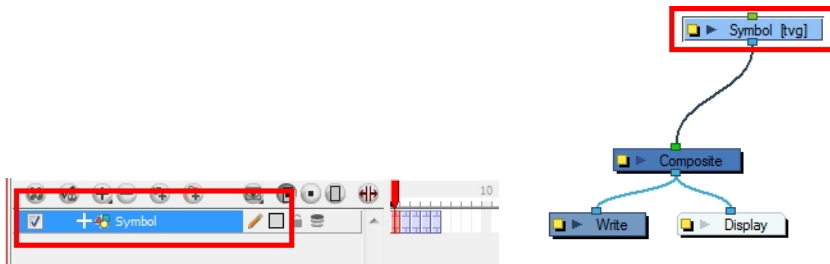 Symbol [tvg]
Composite
Write
Display
10
Symbol